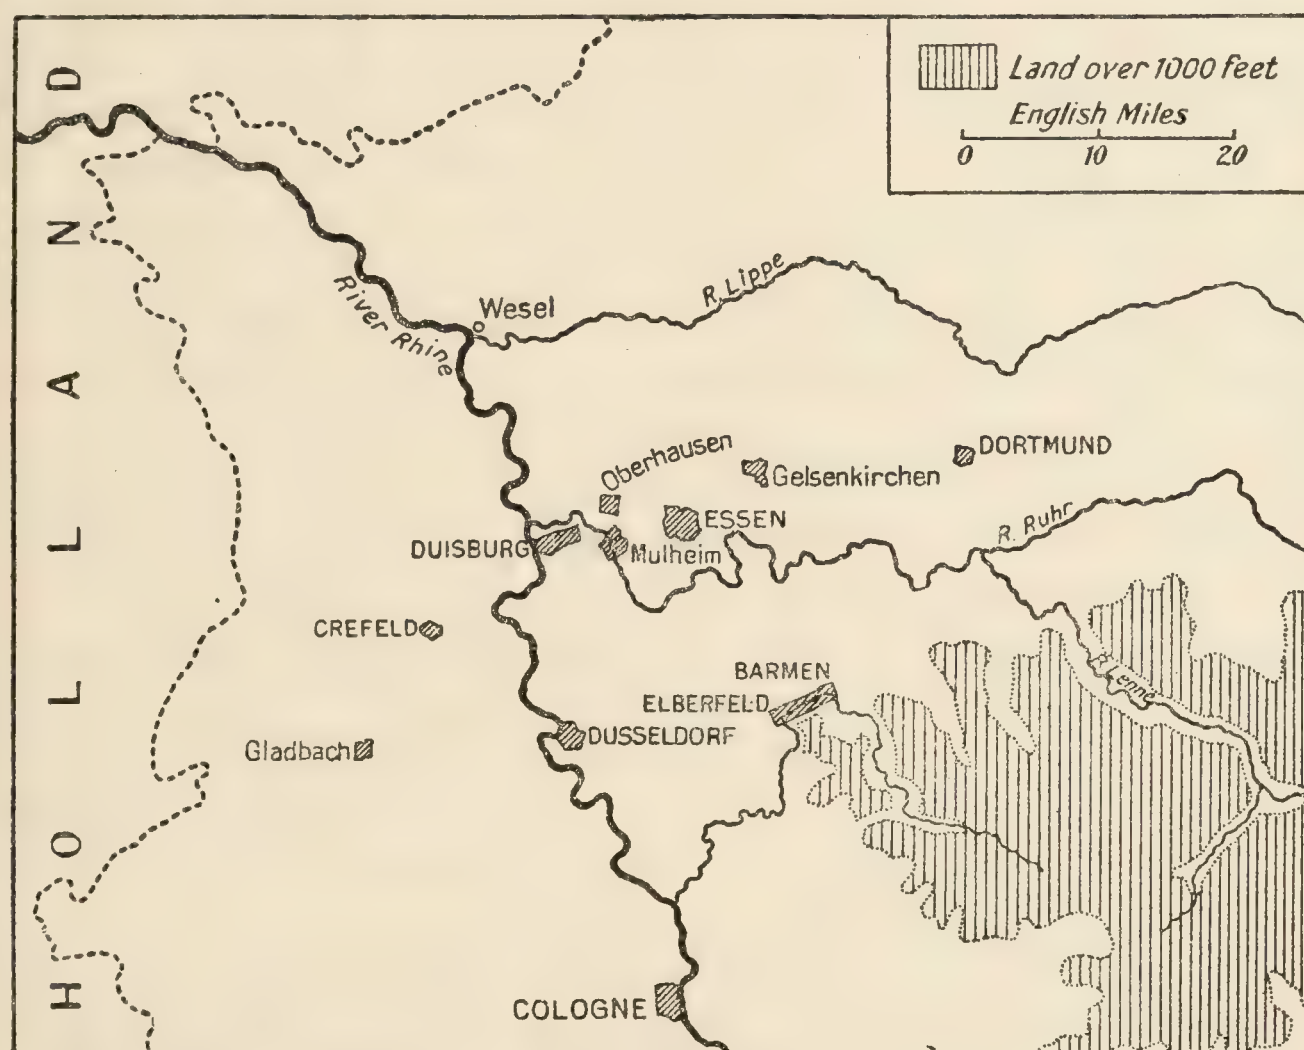 Land over 1000 feet
English Miles
0 10 20
HOLLAND
River Rhine
Wesel
R. Lippe
Oberhausen
Gelsenkirchen
DORTMUND
ESSEN
R. Ruhr
DUISBURG
Mulheim
CREFELD
BARMEN
R. Lenne
ELBERFELD
DUSSELDORF
Gladbach
COLOGNE